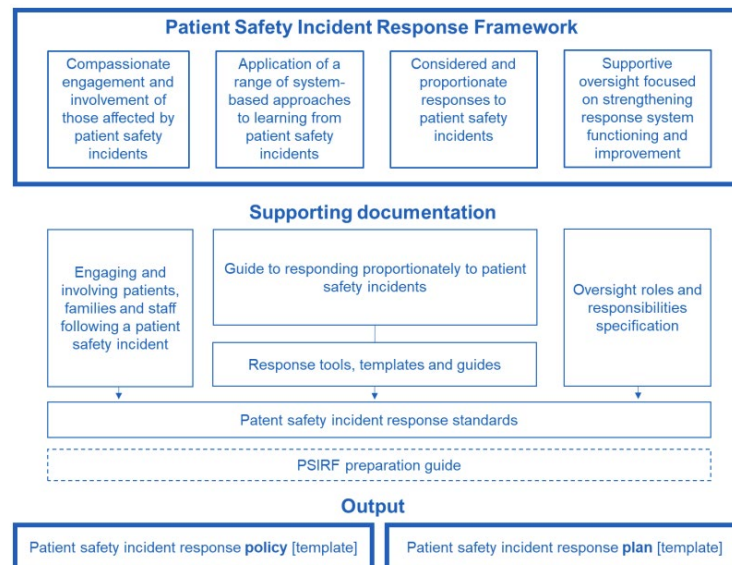 Patient Safety Incident Response Framework
Compassionate
engagement and
involvement of
those affected by
patient safety
incidents
Application of a
range of system-
based approaches
to learning from
patient safety
incidents
Considered and
proportionate
responses to
patient safety
incidents
Supportive
oversight focused
on strengthening
response system
functioning and
improvement
Supporting documentation
Engaging and
involving patients,
families and staff
following a patient
safety incident
Guide to responding proportionately to patient
safety incidents
Response tools, templates and guides
Oversight roles and
responsibilities
specification
Patent safety incident response standards
PSIRF preparation guide
Output
Patient safety incident response policy [template]
Patient safety incident response plan [template]